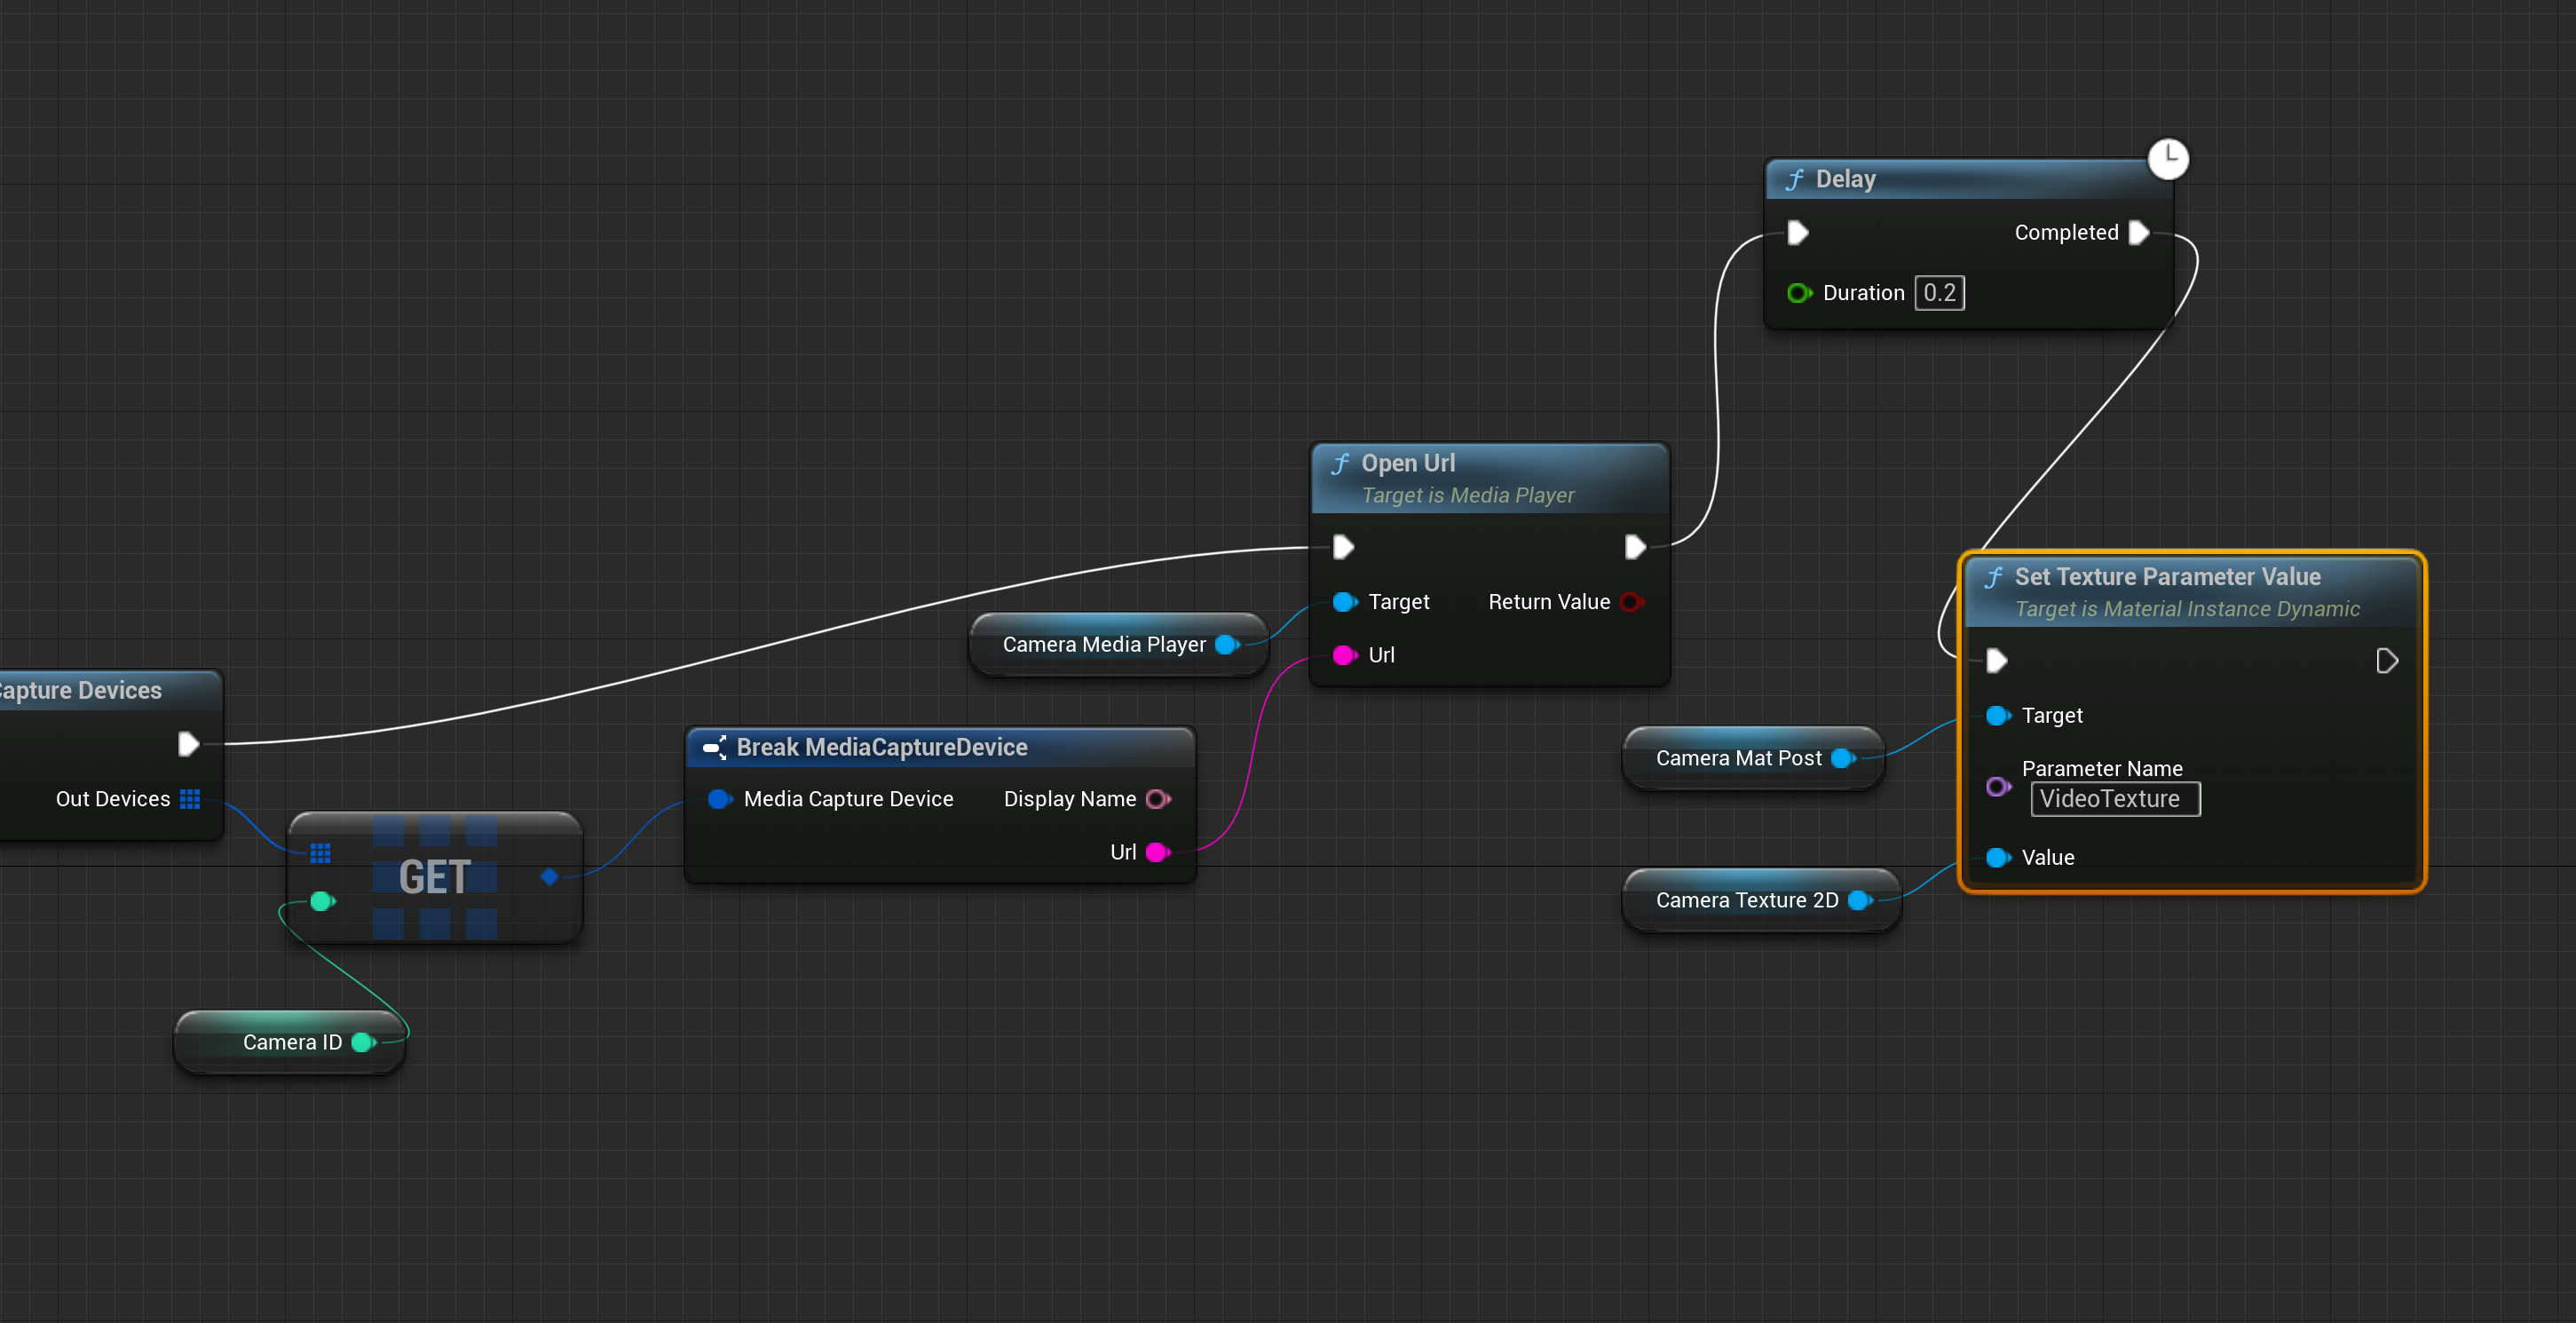 Delay
Completed
Duration 0.2
Open Url
Target is Media Player
Target
Return Value
Url
Camera Media Player
Set Texture Parameter Value
Target is Material Instance Dynamic
Target
Parameter Name
VideoTexture
Value
Camera Mat Post
Camera Texture 2D
Capture Devices
Out Devices
GET
Break MediaCaptureDevice
Media Capture Device
Display Name
Url
Camera ID